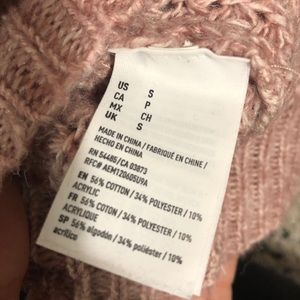 US S
CA P
MX CH
UK S
MADE IN CHINA / FABRIQUÉ EN CHINE /
HECHO EN CHINA
RN 54485/CA 03873
RFC# AEM120605U9A
EN 56% COTTON / 34% POLYESTER / 10%
ACRYLIC
FR 56% COTON / 34% POLYESTER / 10%
ACRYLIQUE
SP 56% algodón / 34% poliéster / 10%
acrílico